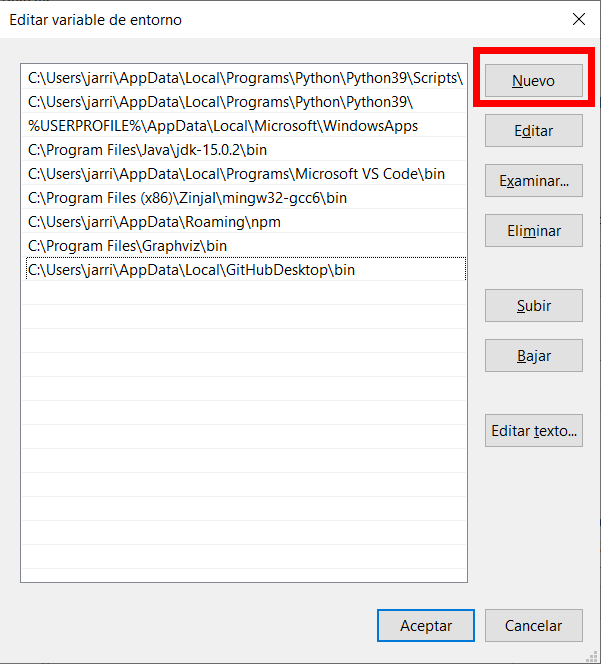 Editar variable de entorno
C:\Users\jarri\AppData\Local\Programs\Python\Python39\Scripts\
C:\Users\jarri\AppData\Local\Programs\Python\Python39\
%USERPROFILE%\AppData\Local\Microsoft\WindowsApps
C:\Program Files\Java\jdk-15.0.2\bin
C:\Users\jarri\AppData\Local\Programs\Microsoft VS Code\bin
C:\Program Files (x86)\Zinjal\mingw32-gcc6\bin
C:\Users\jarri\AppData\Roaming\npm
C:\Program Files\Graphviz\bin
C:\Users\jarri\AppData\Local\GitHubDesktop\bin
Nuevo
Editar
Examinar...
Eliminar
Subir
Bajar
Editar texto...
Aceptar
Cancelar